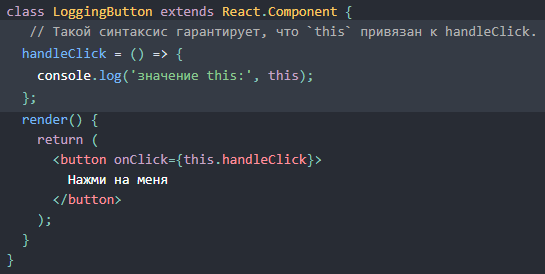 class LoggingButton extends React.Component {
// Такой синтаксис гарантирует, что `this` привязан к handleClick.
handleClick = () => {
console.log('значение this:', this);
};
render() {
return (
<button onClick={this.handleClick}>
Нажми на меня
</button>
);
}
}